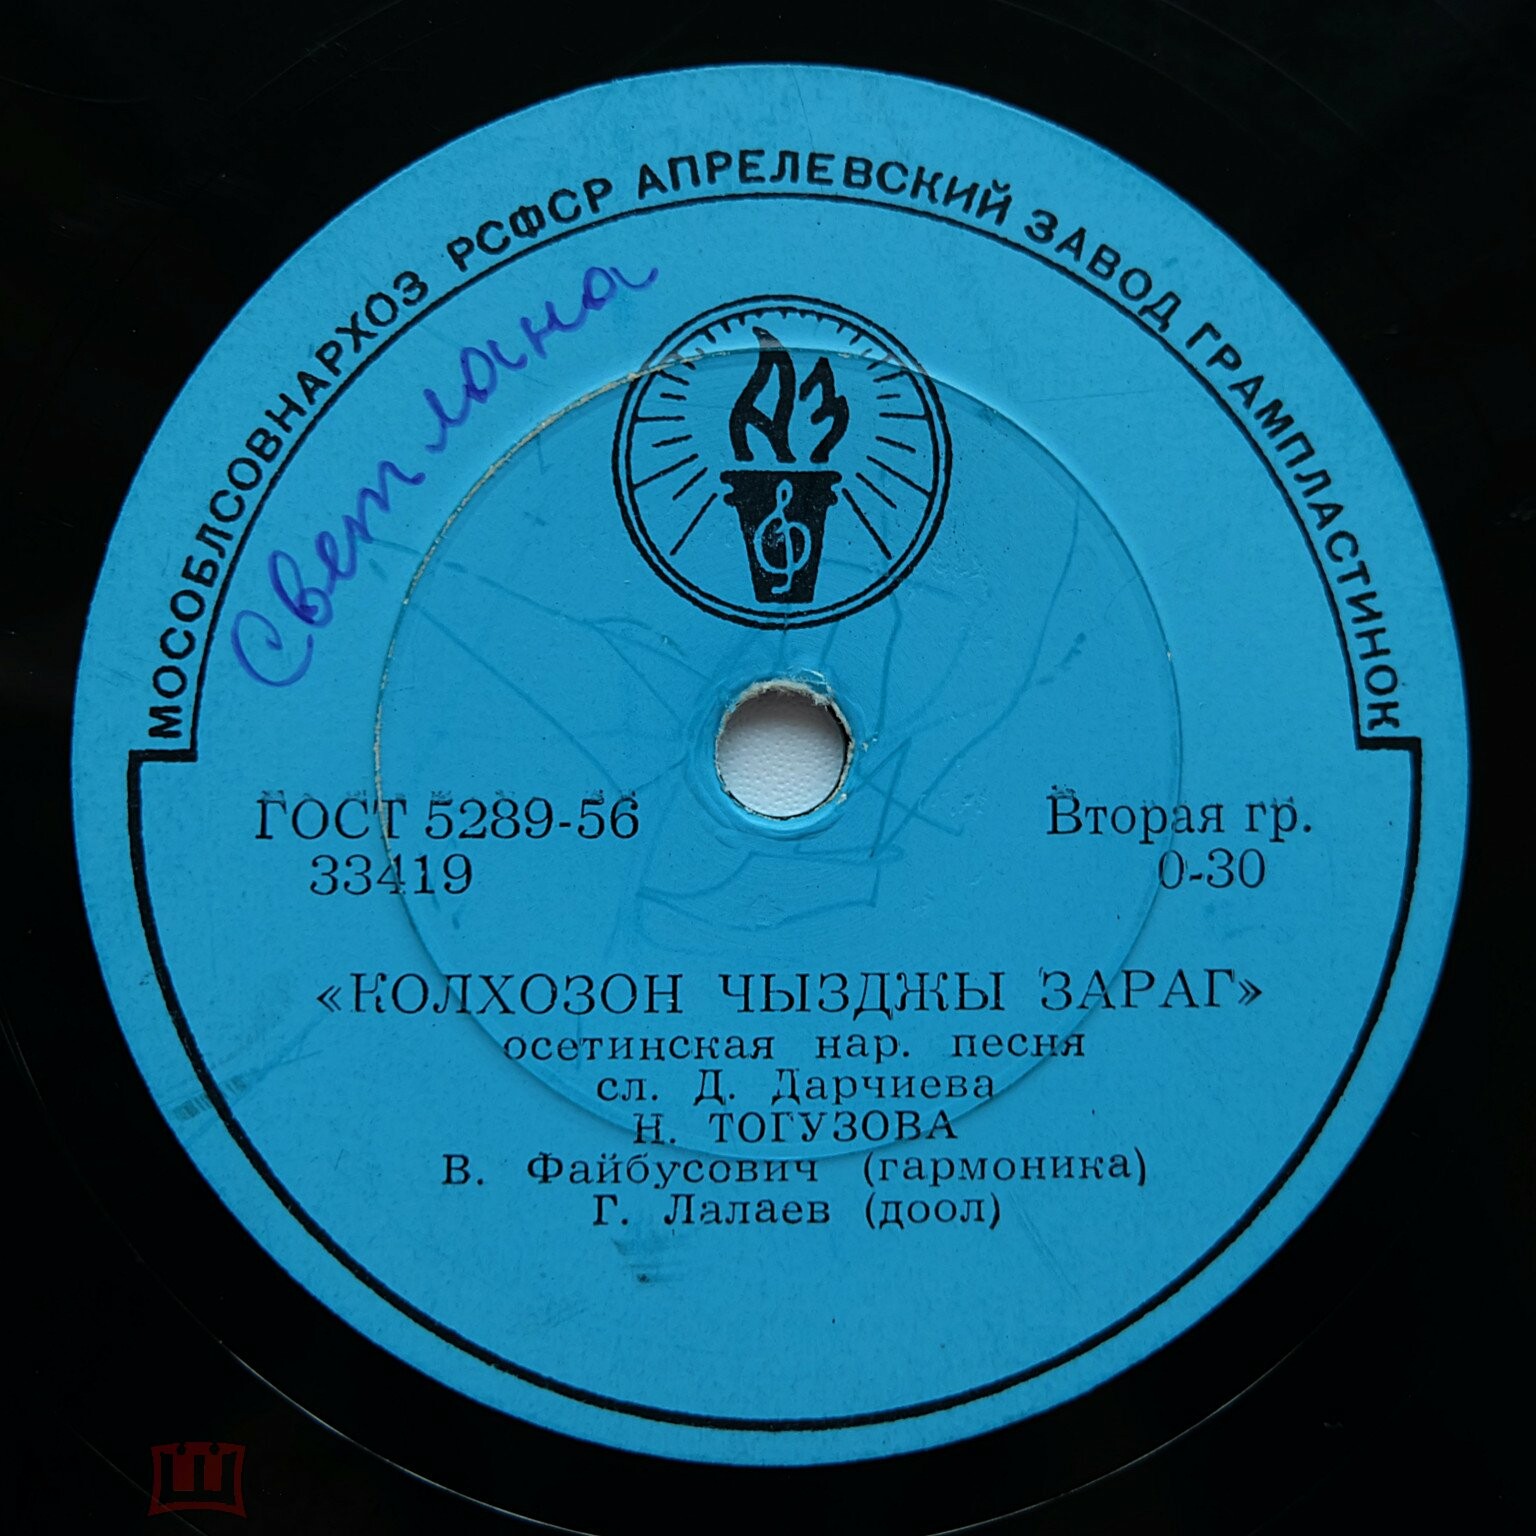 МОСОБЛСОВНАРХОЗ РСФСР АПРЕЛЕВСКИЙ ЗАВОД ГРАМПЛАСТИНОК
Светлана
АЗ
ГОСТ 5289-56
33419
Вторая гр.
0-30
«КОЛХОЗОН ЧЫЗДЖЫ ЗАРАГ»
осетинская нар. песня
сл. Д. Дарчиева
Н. ТОГУЗОВА
В. Файбусович (гармоника)
Г. Лалаев (доол)